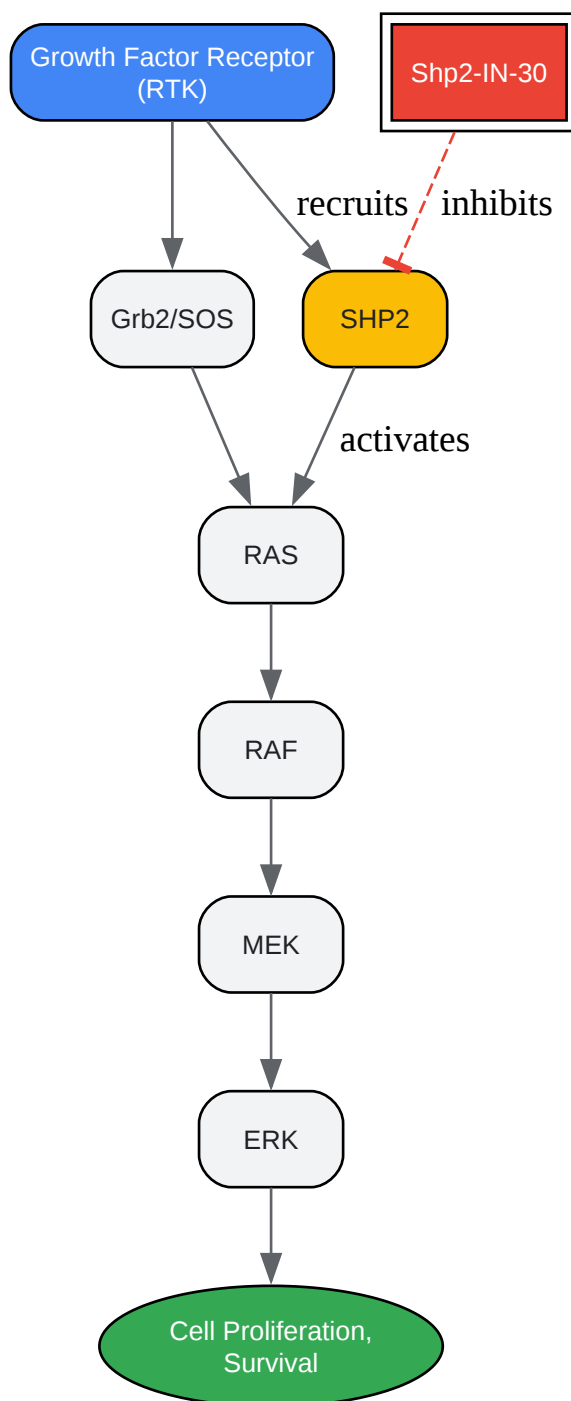 Growth Factor Receptor
(RTK)
Shp2-IN-30
recruits
inhibits
Grb2/SOS
SHP2
activates
RAS
RAF
MEK
ERK
Cell Proliferation,
Survival